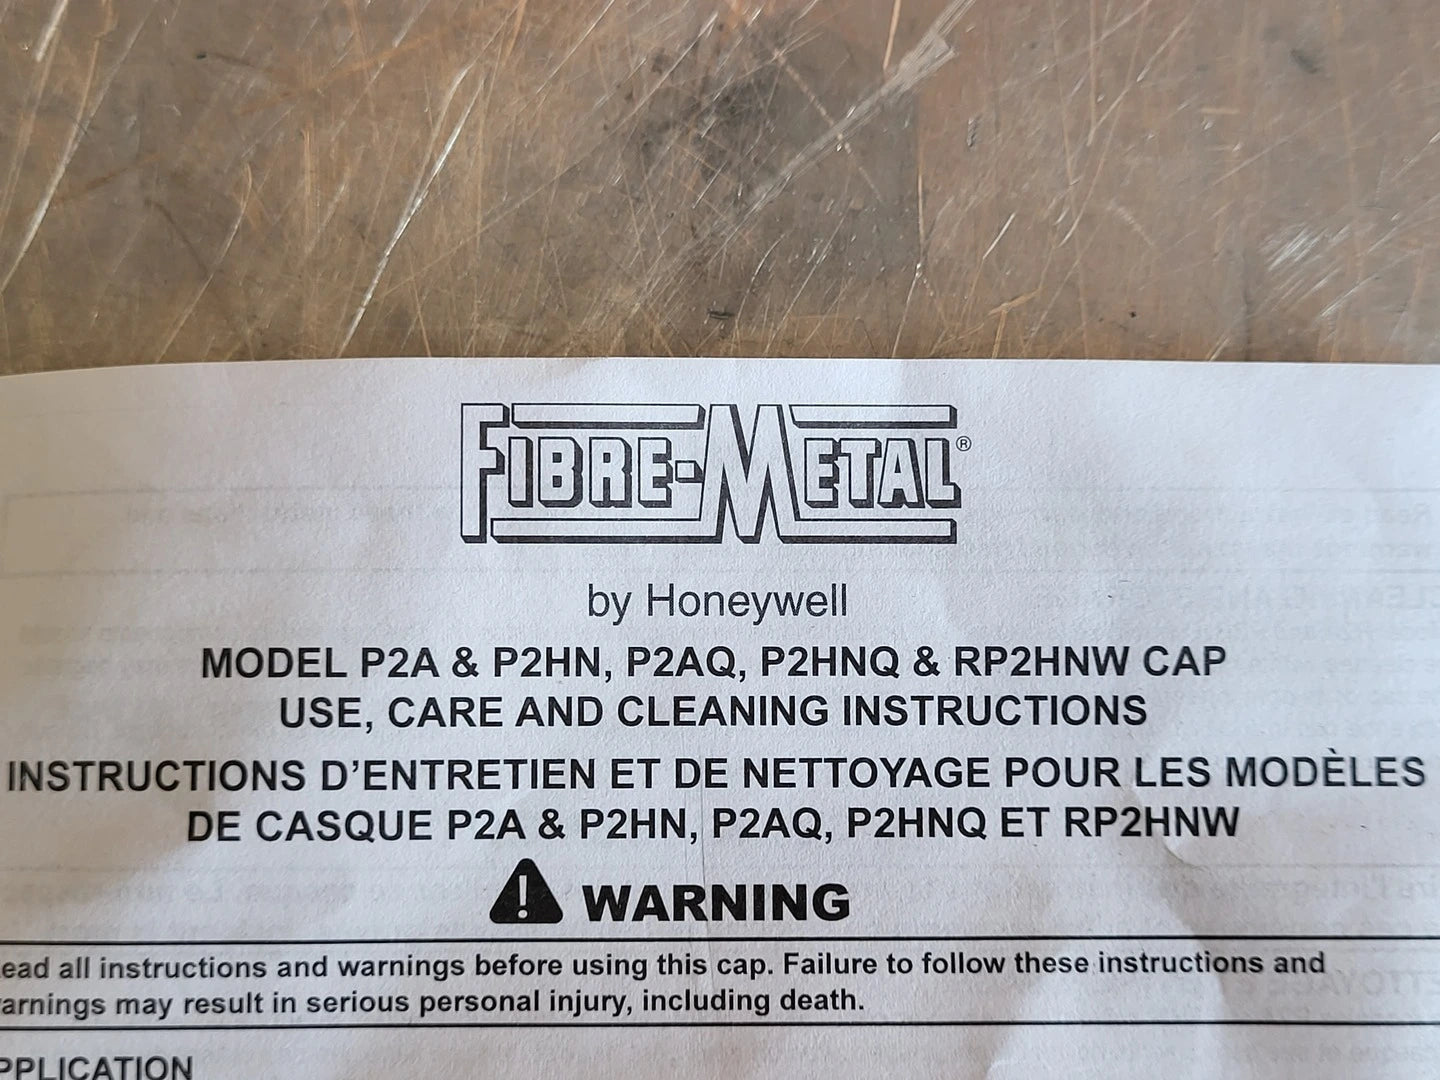 FIBRE-METAL®
by Honeywell
MODEL P2A & P2HN, P2AQ, P2HNQ & RP2HNW CAP
USE, CARE AND CLEANING INSTRUCTIONS
INSTRUCTIONS D'ENTRETIEN ET DE NETTOYAGE POUR LES MODÈLES
DE CASQUE P2A & P2HN, P2AQ, P2HNQ ET RP2HNW
! WARNING
ead all instructions and warnings before using this cap. Failure to follow these instructions and
arnings may result in serious personal injury, including death.
PPLICATION